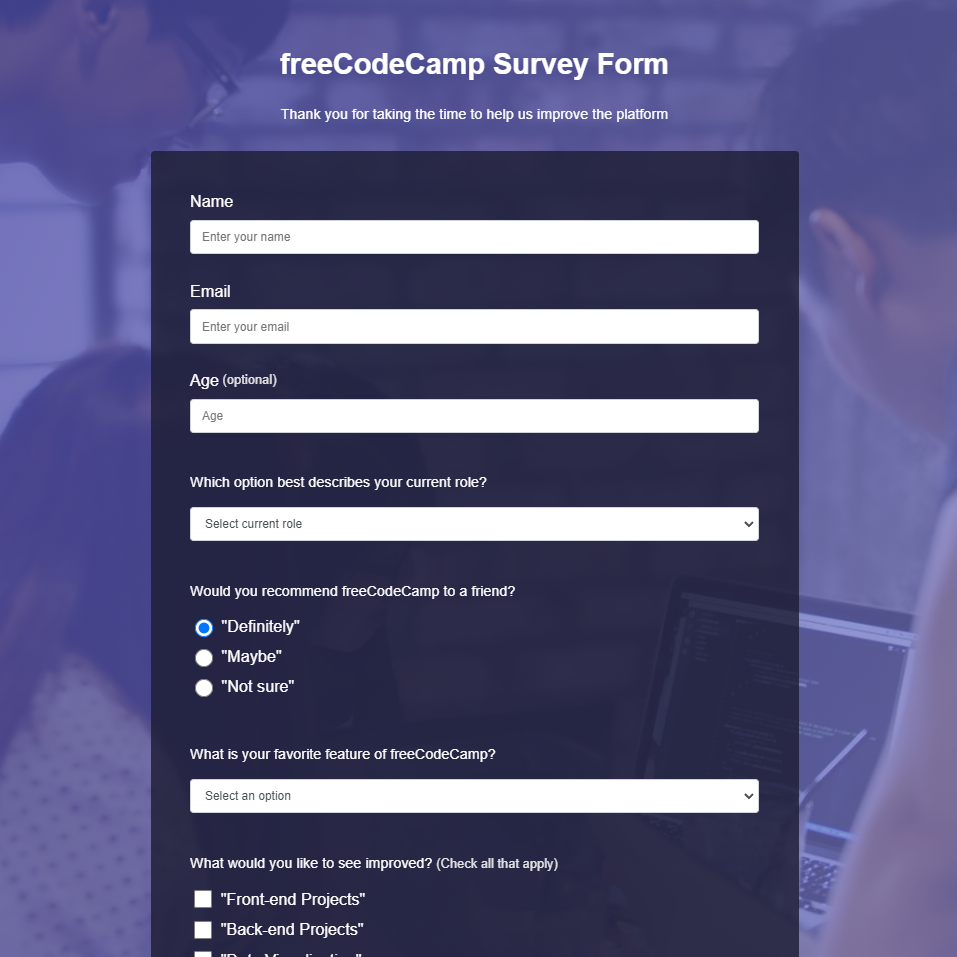 freeCodeCamp Survey Form
Thank you for taking the time to help us improve the platform
Name
Enter your name
Email
Enter your email
Age (optional)
Age
Which option best describes your current role?
Select current role
Would you recommend freeCodeCamp to a friend?
"Definitely"
"Maybe"
"Not sure"
What is your favorite feature of freeCodeCamp?
Select an option
What would you like to see improved? (Check all that apply)
"Front-end Projects"
"Back-end Projects"